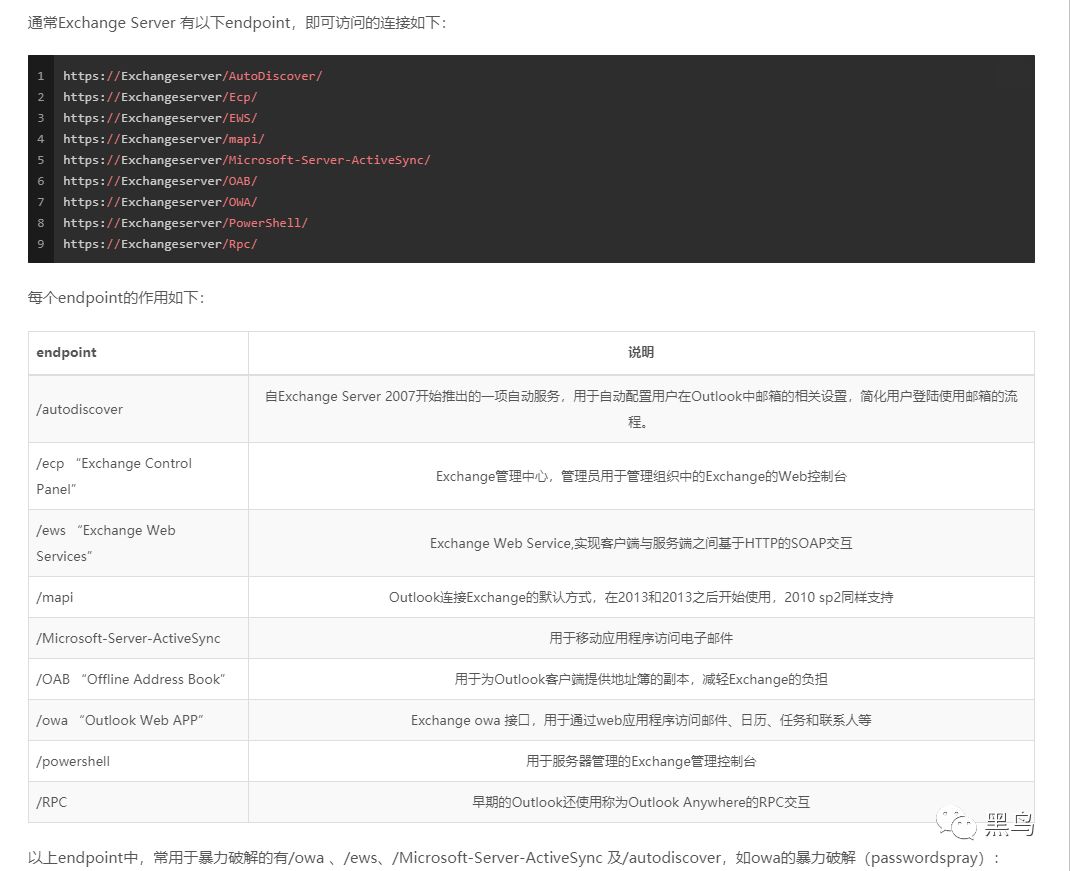 通常Exchange Server 有以下endpoint，即可访问的连接如下：
1 https://Exchangeserver/AutoDiscover/
2 https://Exchangeserver/Ecp/
3 https://Exchangeserver/EWS/
4 https://Exchangeserver/mapi/
5 https://Exchangeserver/Microsoft-Server-ActiveSync/
6 https://Exchangeserver/OAB/
7 https://Exchangeserver/OWA/
8 https://Exchangeserver/PowerShell/
9 https://Exchangeserver/Rpc/
每个endpoint的作用如下：
endpoint 说明
/autodiscover
自Exchange Server 2007开始推出的一项自动服务，用于自动配置用户在Outlook中邮箱的相关设置，简化用户登陆使用邮箱的流
程。
/ecp “Exchange Control
Panel”
Exchange管理中心，管理员用于管理组织中的Exchange的Web控制台
/ews “Exchange Web
Services”
Exchange Web Service,实现客户端与服务端之间基于HTTP的SOAP交互
/mapi Outlook连接Exchange的默认方式，在2013和2013之后开始使用，2010 sp2同样支持
/Microsoft-Server-ActiveSync 用于移动应用程序访问电子邮件
/OAB “Offline Address Book” 用于为Outlook客户端提供地址簿的副本，减轻Exchange的负担
/owa “Outlook Web APP” Exchange owa 接口，用于通过web应用程序访问邮件、日历、任务和联系人等
/powershell 用于服务器管理的Exchange管理控制台
/RPC 早期的Outlook还使用称为Outlook Anywhere的RPC交互
黑鸟
以上endpoint中，常用于暴力破解的有/owa 、/ews、/Microsoft-Server-ActiveSync 及/autodiscover，如owa的暴力破解（passwordspray）：